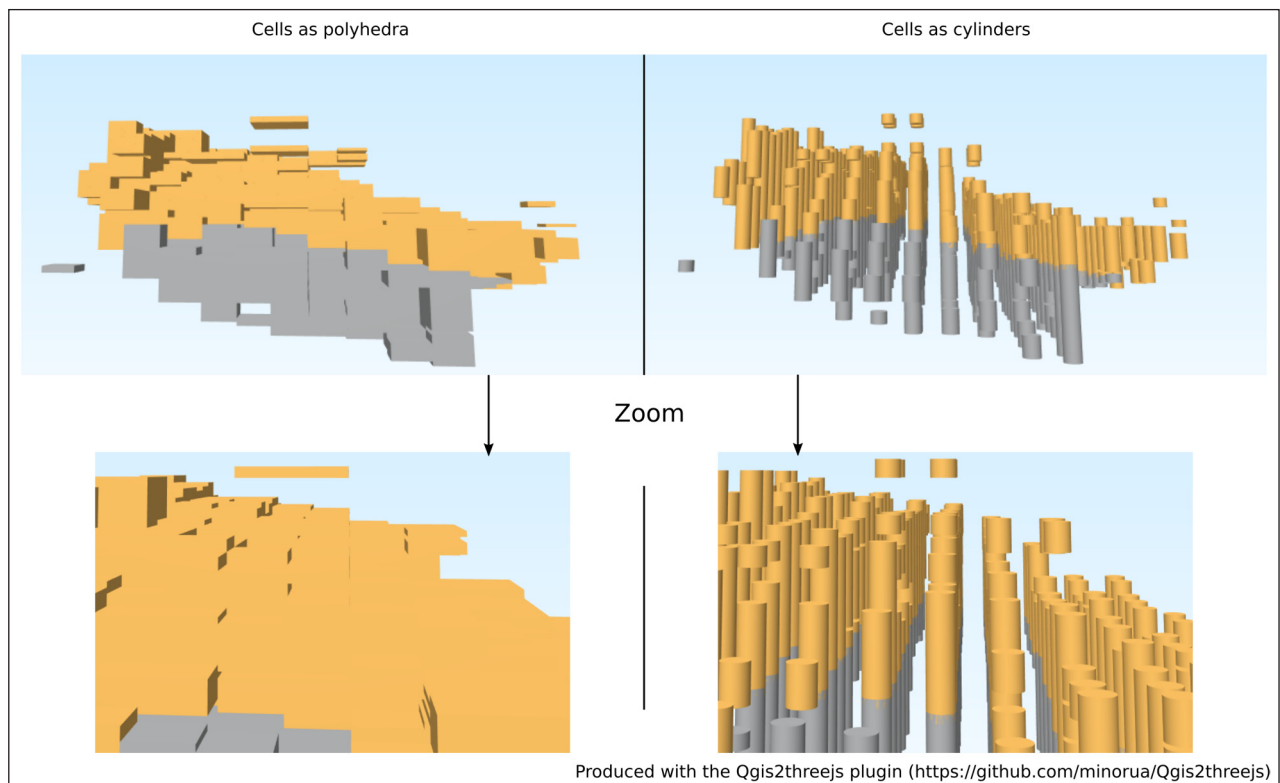 Cells as polyhedra
Cells as cylinders
Zoom
Produced with the Qgis2threejs plugin (https://github.com/minorua/Qgis2threejs)